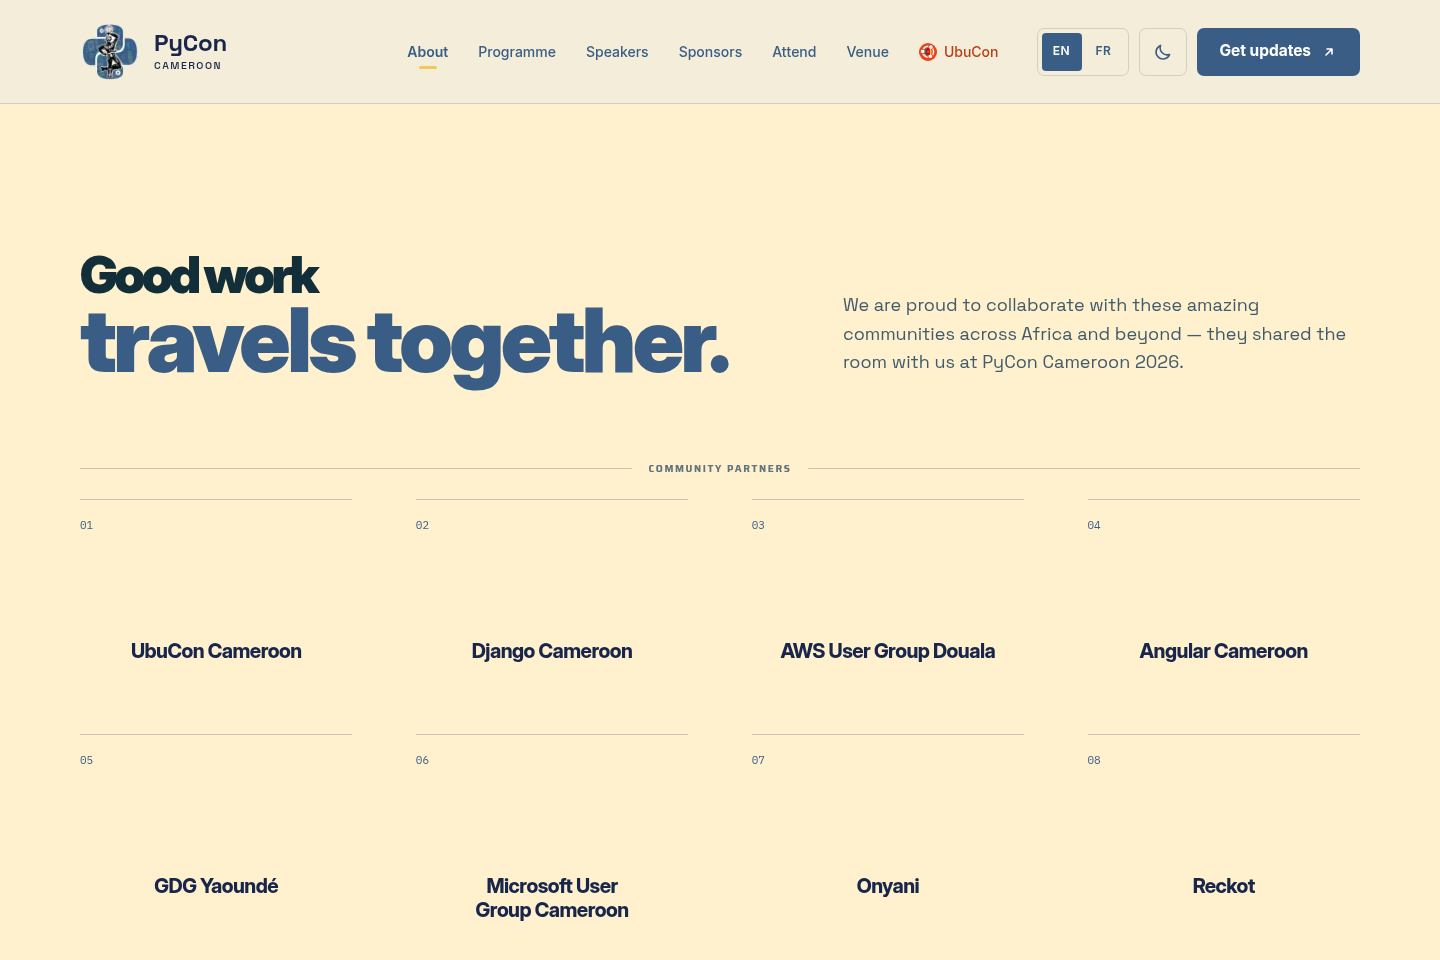 PyCon
CAMEROON
About
Programme
Speakers
Sponsors
Attend
Venue
UbuCon
EN
FR
Get updates
Good work
travels together.
We are proud to collaborate with these amazing
communities across Africa and beyond — they shared the
room with us at PyCon Cameroon 2026.
COMMUNITY PARTNERS
01
02
03
04
UbuCon Cameroon
Django Cameroon
AWS User Group Douala
Angular Cameroon
05
06
07
08
GDG Yaoundé
Microsoft User
Group Cameroon
Onyani
Reckot